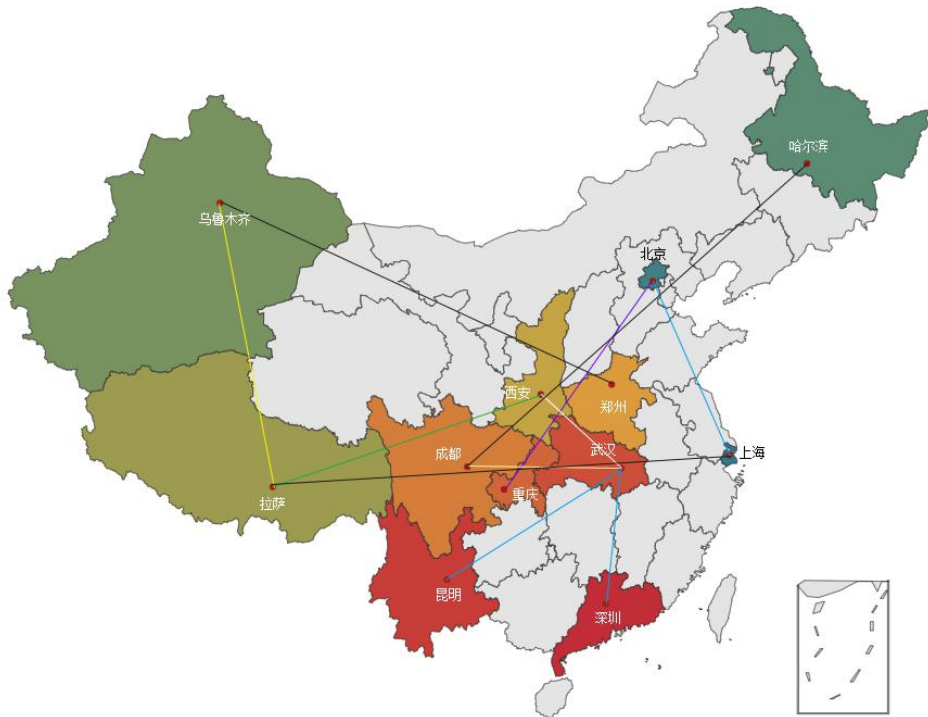 哈尔滨
乌鲁木齐
北京
西安
郑州
武汉
成都
上海
重庆
拉萨
昆明
深圳